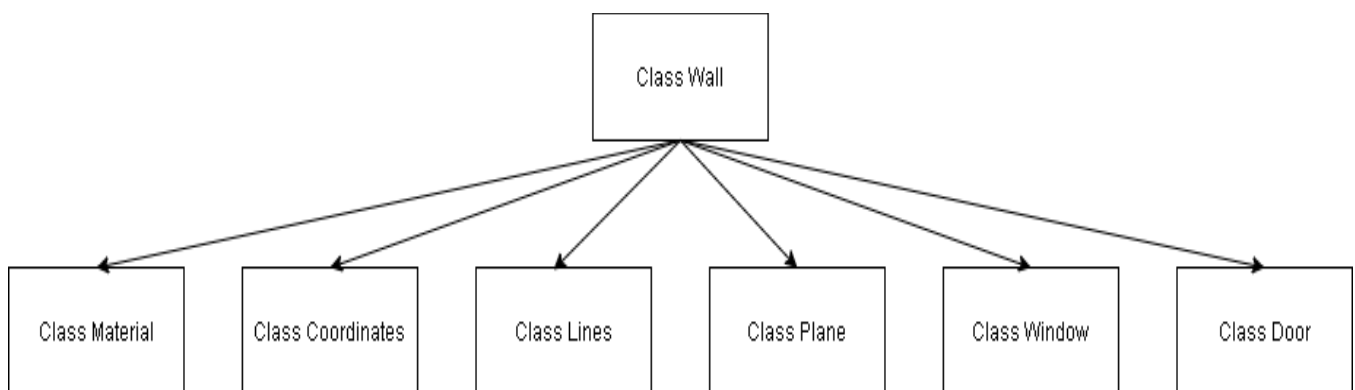 Class Wall
Class Material
Class Coordinates
Class Lines
Class Plane
Class Window
Class Door